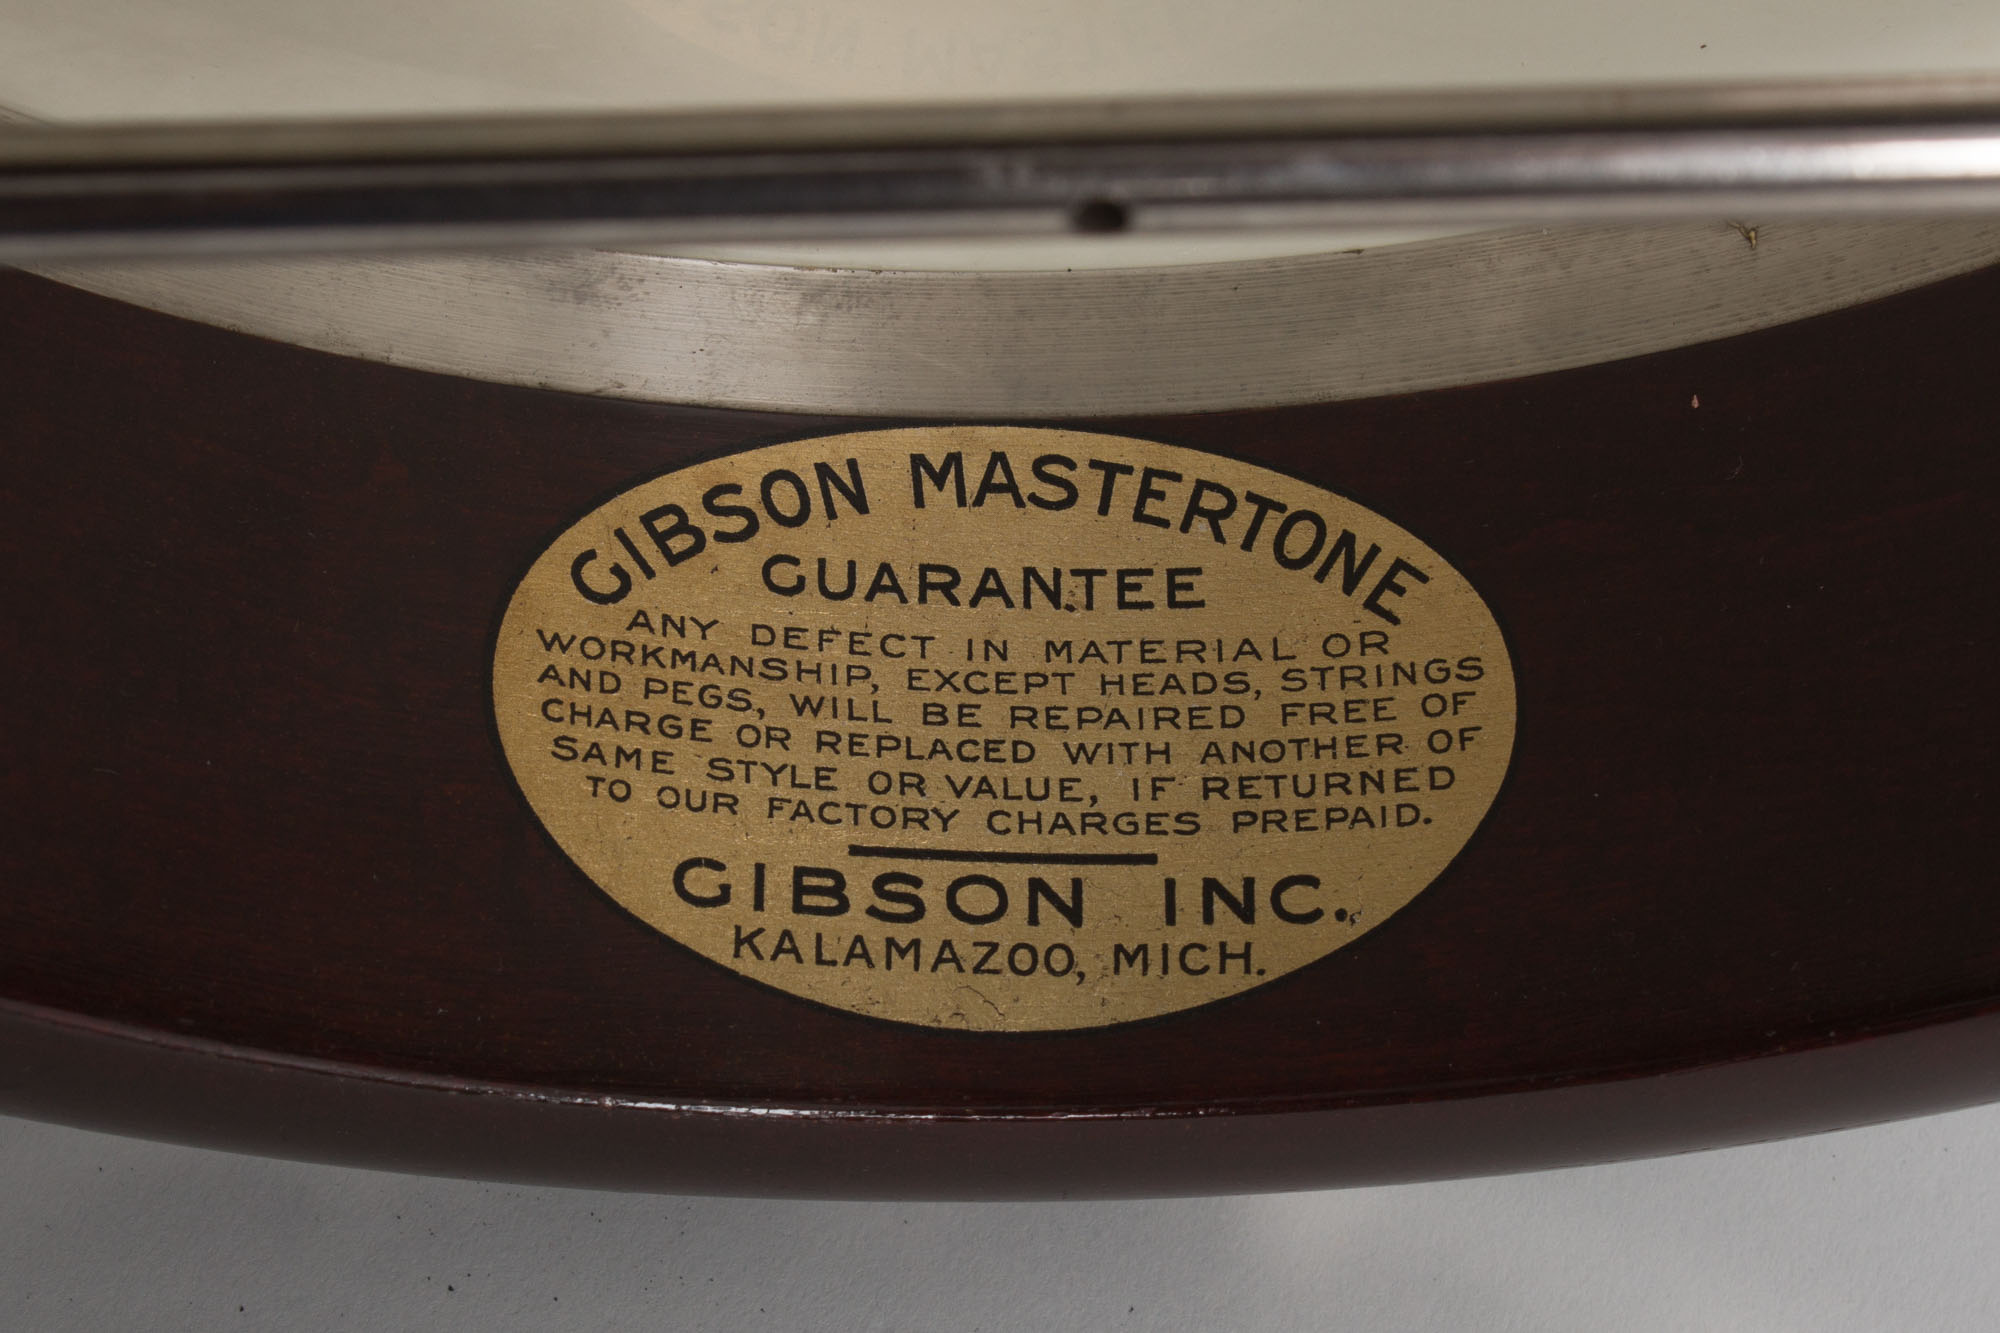 GIBSON MASTERTONE
GUARANTEE
ANY DEFECT IN MATERIAL OR
WORKMANSHIP, EXCEPT HEADS, STRINGS
AND PEGS, WILL BE REPAIRED FREE OF
CHARGE OR REPLACED WITH ANOTHER OF
SAME STYLE OR VALUE, IF RETURNED
TO OUR FACTORY CHARGES PREPAID.
GIBSON INC.
KALAMAZOO, MICH.